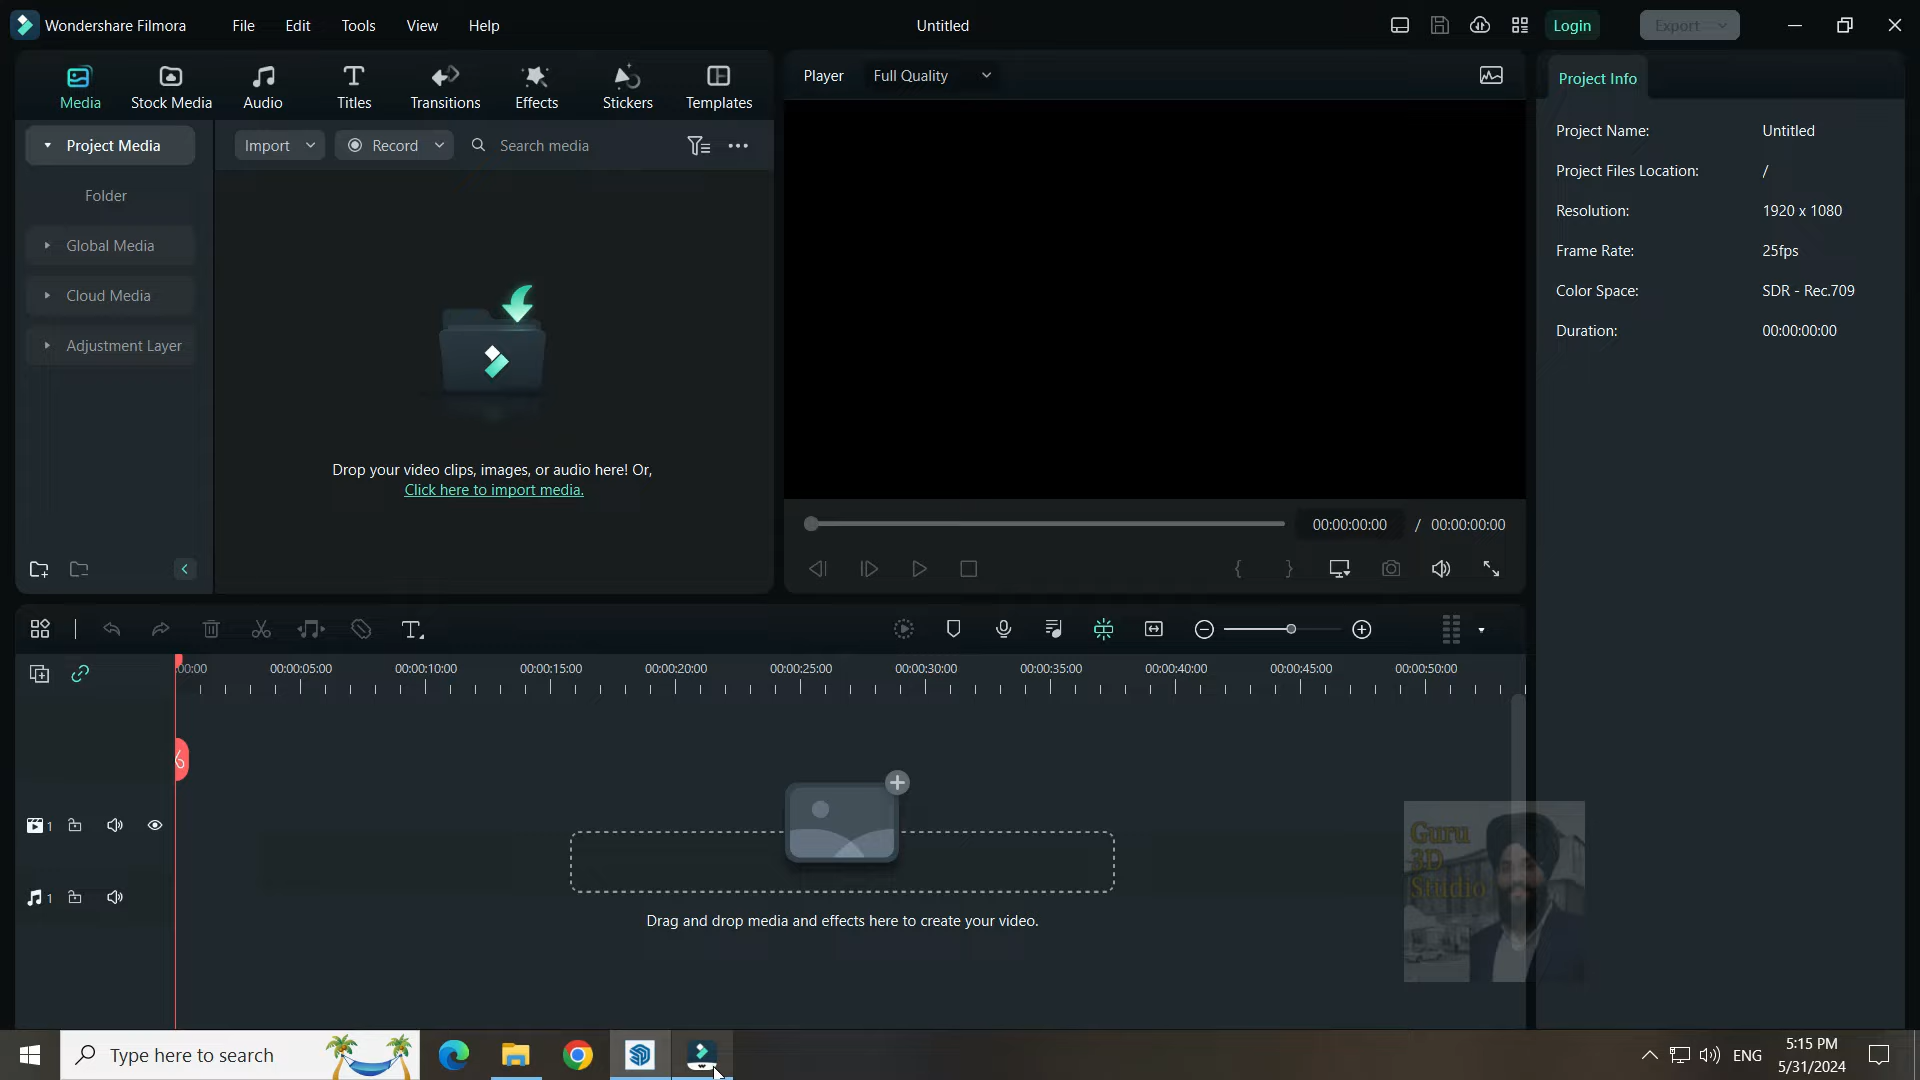 Wondershare Filmora File Edit Tools View Help Untitled Login Export
Media Stock Media Audio Titles Transitions Effects Stickers Templates
Player Full Quality
Project Info
Project Media
Import Record Search media
Folder
Global Media
Cloud Media
Adjustment Layer
Drop your video clips, images, or audio here! Or,
Click here to import media.
Project Name: Untitled
Project Files Location: /
Resolution: 1920 x 1080
Frame Rate: 25fps
Color Space: SDR - Rec.709
Duration: 00:00:00:00
00:00:00:00 / 00:00:00:00
:00:00 00:00:05:00 00:00:10:00 00:00:15:00 00:00:20:00 00:00:25:00 00:00:30:00 00:00:35:00 00:00:40:00 00:00:45:00 00:00:50:00
1
1
Drag and drop media and effects here to create your video.
Guru
3D
Studio
Type here to search
ENG
5:15 PM
5/31/2024